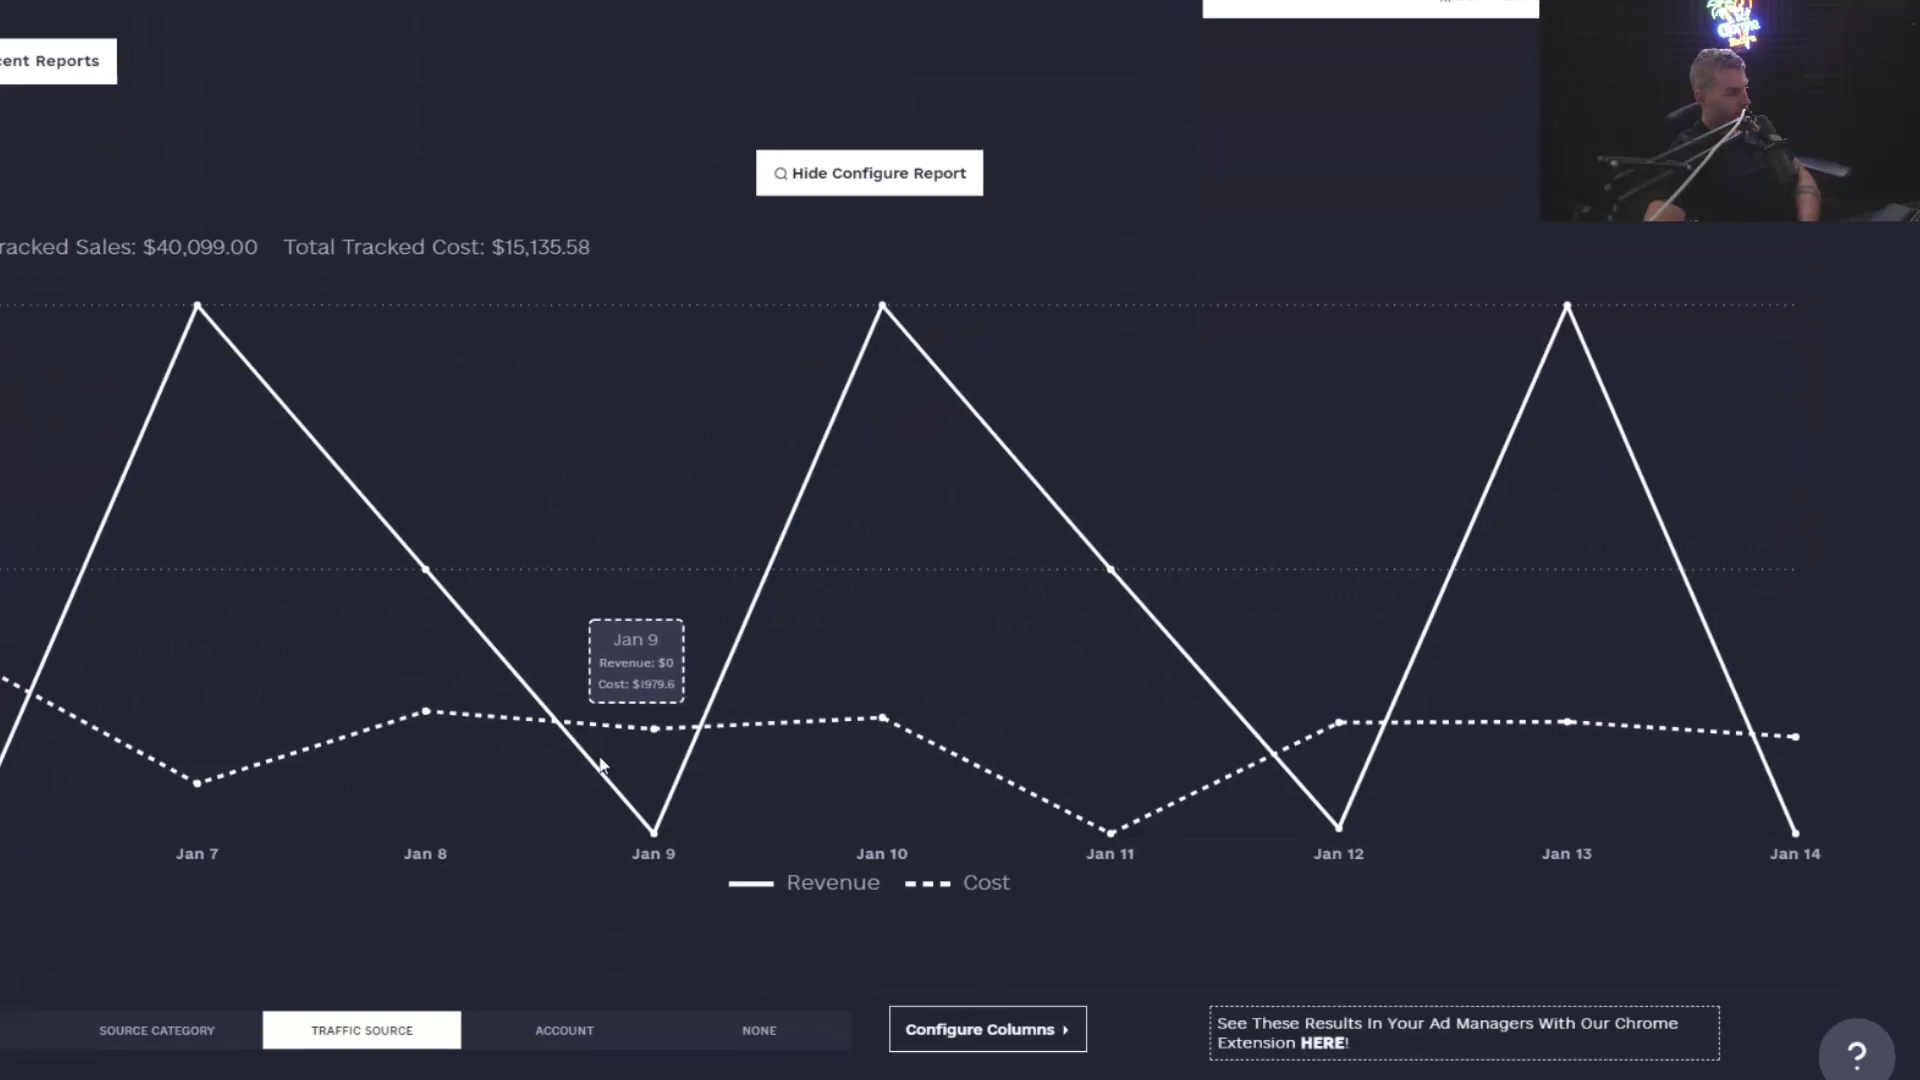 cent Reports
Hide Configure Report
racked Sales: $40,099.00 Total Tracked Cost: $15,135.58
Jan 9
Revenue: $0
Cost: $1979.6
Jan 7 Jan 8 Jan 9 Jan 10 Jan 11 Jan 12 Jan 13 Jan 14
Revenue Cost
SOURCE CATEGORY TRAFFIC SOURCE ACCOUNT NONE
Configure Columns
See These Results In Your Ad Managers With Our Chrome
Extension HERE!
?